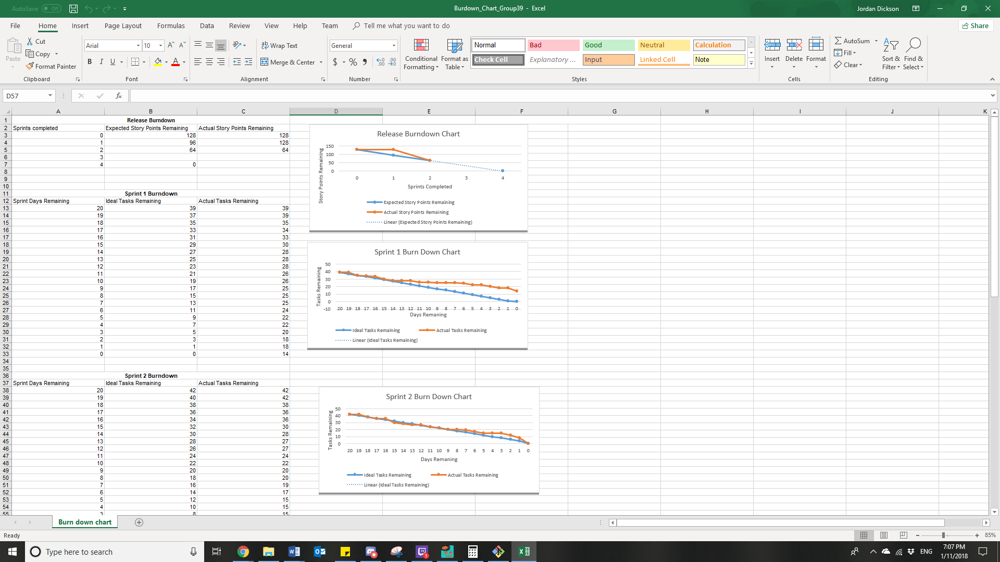 AutoSave Off
Burdown_Chart_Group39 - Excel
Jordan Dickson
File Home Insert Page Layout Formulas Data Review View Help Team Tell me what you want to do Share
Paste
Cut
Copy
Format Painter
Clipboard
Arial 10
B I U
A
Font
Wrap Text
Merge & Center
Alignment
General
$ % 9
Number
Conditional Formatting
Format as Table
Normal Bad Good Neutral Calculation
Check Cell Explanatory ... Input Linked Cell Note
Styles
Insert Delete Format
Cells
AutoSum
Fill
Clear
Sort & Filter
Find & Select
Editing
D57
fx
A B C D E F G H I J K
1 Release Burndown
2 Sprints completed Expected Story Points Remaining Actual Story Points Remaining
3 0 128 128
4 1 96 128
5 2 64 64
6 3
7 4 0
8
9
10
11 Sprint 1 Burndown
12 Sprint Days Remaining Ideal Tasks Remaining Actual Tasks Remaining
13 20 39 39
14 19 37 39
15 18 35 35
16 17 33 34
17 16 31 33
18 15 29 30
19 14 27 28
20 13 25 28
21 12 23 28
22 11 21 26
23 10 19 26
24 9 17 25
25 8 15 25
26 7 13 25
27 6 11 24
28 5 9 22
29 4 7 22
30 3 5 20
31 2 3 18
32 1 1 18
33 0 0 14
34
35
36 Sprint 2 Burndown
37 Sprint Days Remaining Ideal Tasks Remaining Actual Tasks Remaining
38 20 42 42
39 19 40 42
40 18 38 38
41 17 36 36
42 16 34 36
43 15 32 30
44 14 30 28
45 13 28 27
46 12 26 27
47 11 24 24
48 10 22 22
49 9 20 20
50 8 18 20
51 7 16 19
52 6 14 17
53 5 12 15
54 4 10 15
55 3 8 15
Release Burndown Chart
Story Points Remaining
150
100
50
0
0 1 2 3 4
Sprints Completed
Expected Story Points Remaining
Actual Story Points Remaining
Linear (Expected Story Points Remaining)
Sprint 1 Burn Down Chart
Tasks Remaining
50
40
30
20
10
0
-10
20 19 18 17 16 15 14 13 12 11 10 9 8 7 6 5 4 3 2 1 0
Days Remaning
Ideal Tasks Remaining Actual Tasks Remaining
Linear (Ideal Tasks Remaining)
Sprint 2 Burn Down Chart
Tasks Remaining
50
40
30
20
10
0
20 19 18 17 16 15 14 13 12 11 10 9 8 7 6 5 4 3 2 1 0
Days Remaning
Ideal Tasks Remaining Actual Tasks Remaining
Linear (Ideal Tasks Remaining)
Burn down chart
Ready
85%
Type here to search
ENG
7:07 PM
1/11/2018